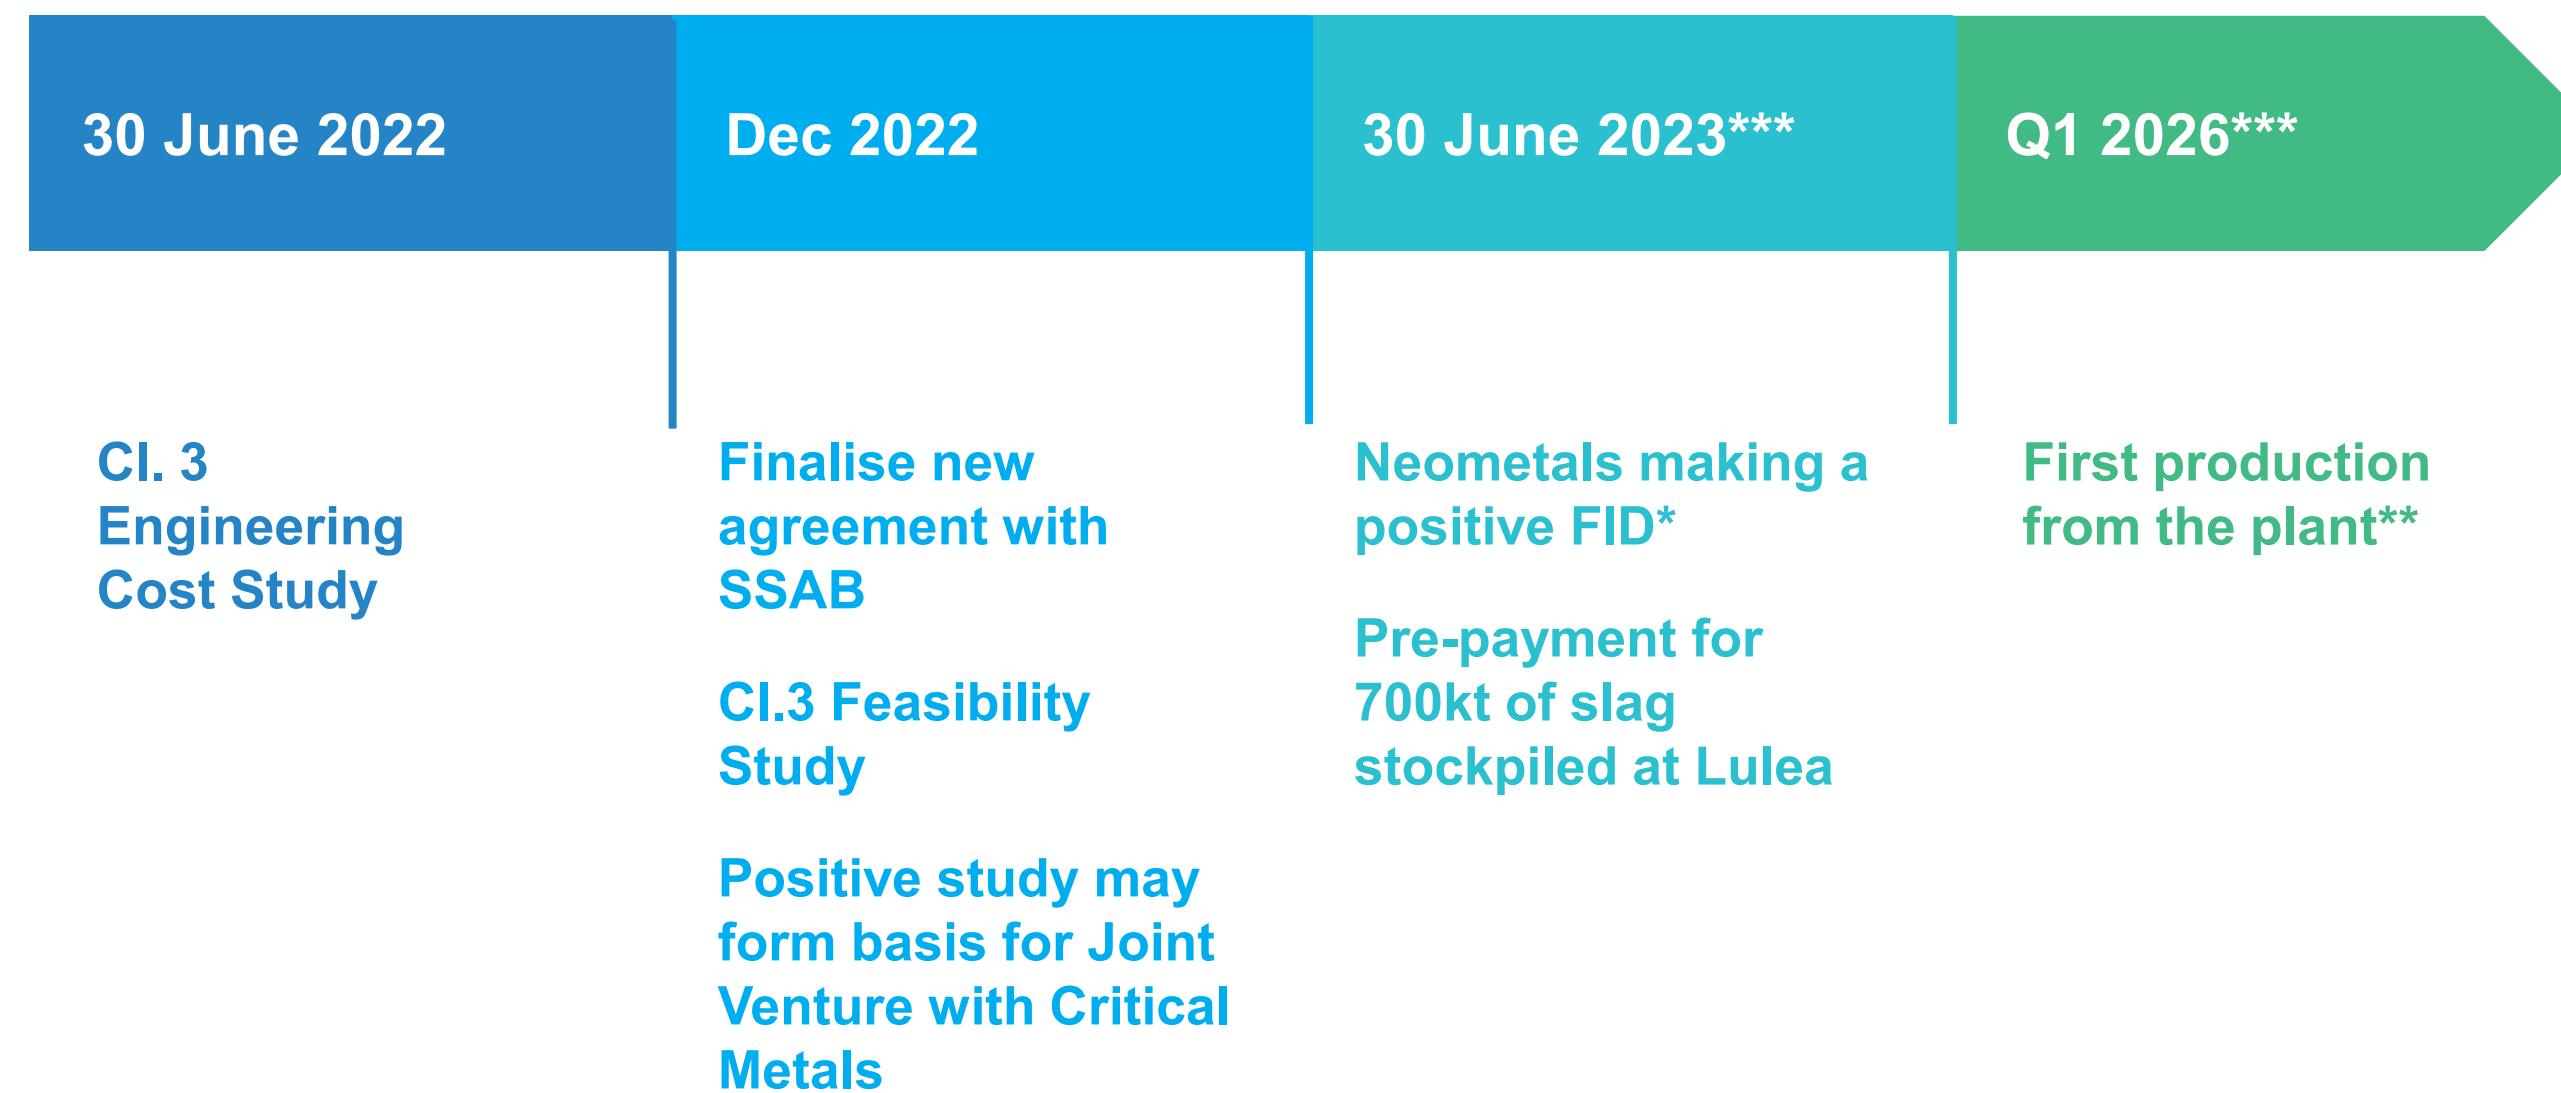 30 June 2022
Dec 2022
30 June 2023***
Q1 2026***
Cl. 3
Engineering
Cost Study
Finalise new
agreement with
SSAB
Cl.3 Feasibility
Study
Positive study may
form basis for Joint
Venture with Critical
Metals
Neometals making a
positive FID*
Pre-payment for
700kt of slag
stockpiled at Lulea
First production
from the plant**